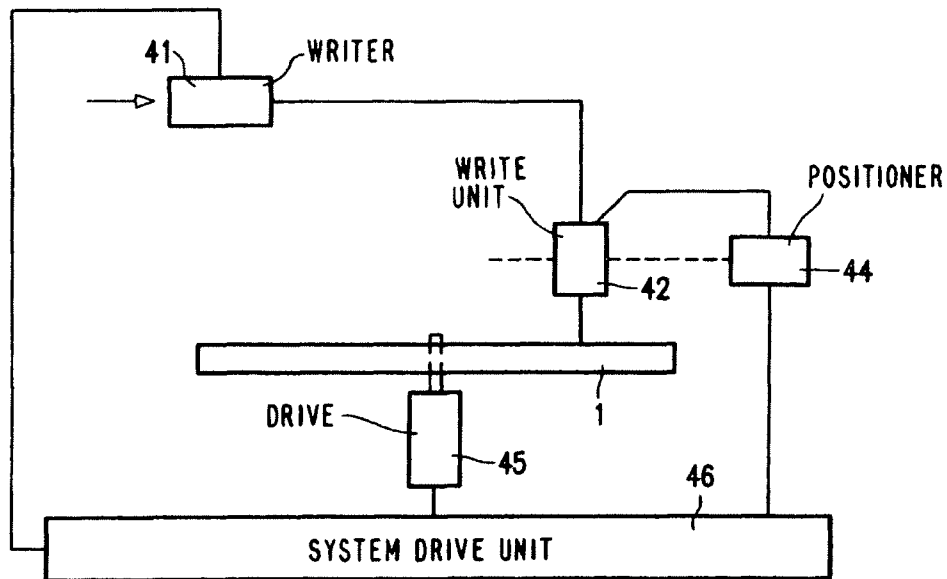 41
WRITER
WRITE
UNIT
POSITIONER
42
44
DRIVE
45
1
46
SYSTEM DRIVE UNIT